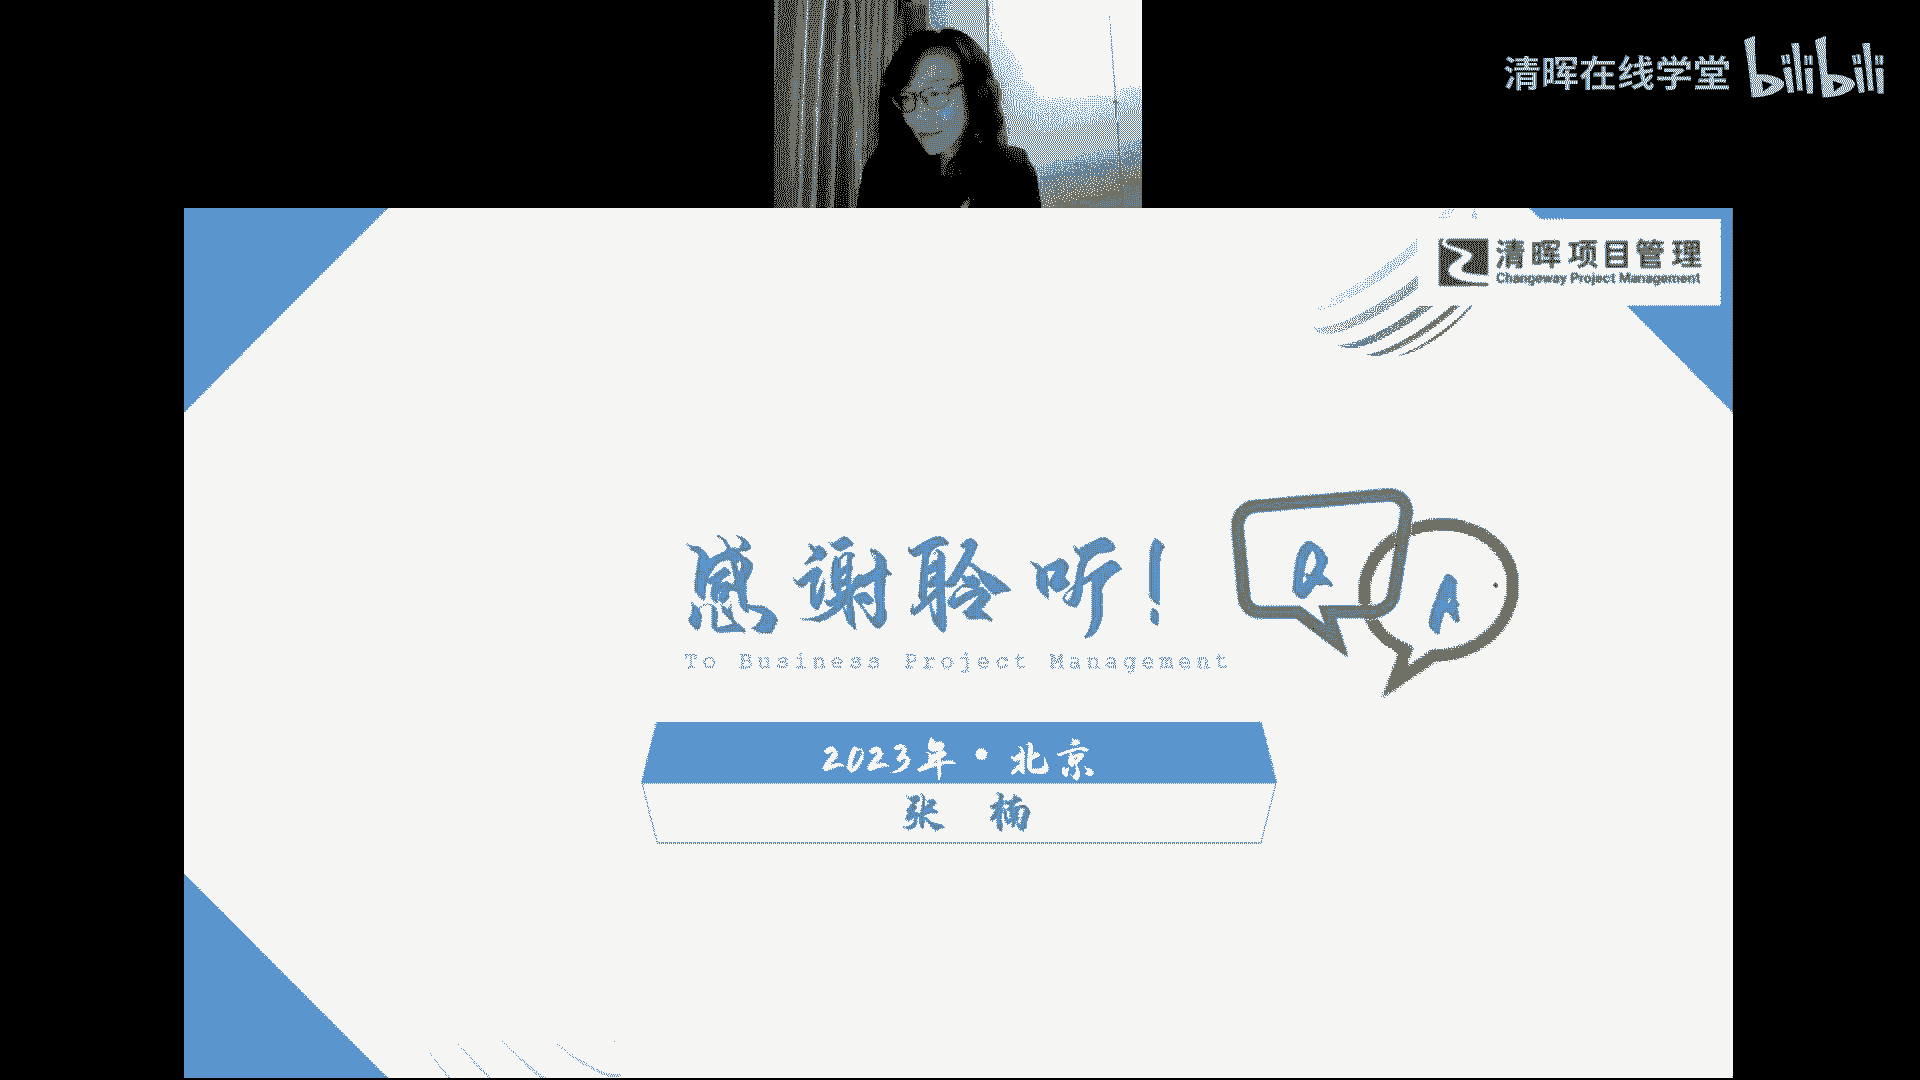 清晖在线学堂 bilibili
清晖项目管理
Changeway Project Management
感谢聆听!
Q A
To Business Project Management
2023年·北京
张 楠